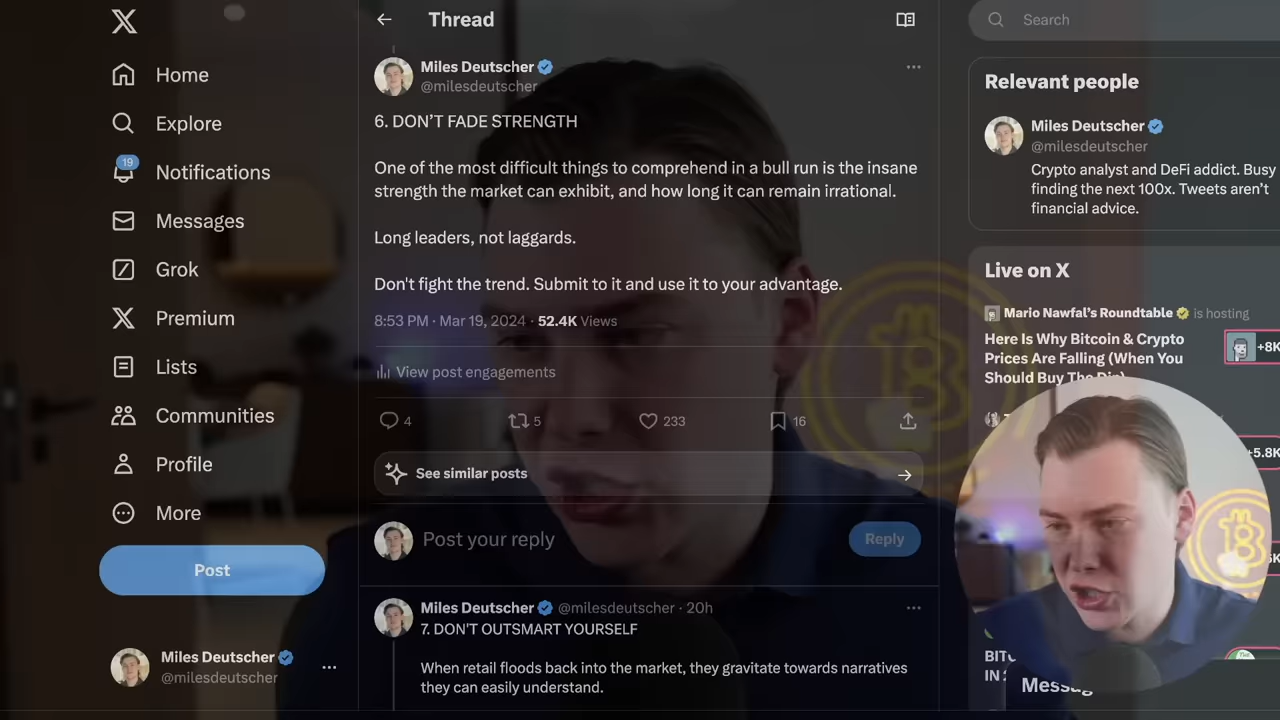 Home
Explore
19
Notifications
Messages
Grok
Premium
Lists
Communities
Profile
More
Post
Miles Deutscher
@milesdeutscher
Thread
Miles Deutscher
@milesdeutscher
6. DON'T FADE STRENGTH
One of the most difficult things to comprehend in a bull run is the insane
strength the market can exhibit, and how long it can remain irrational.
Long leaders, not laggards.
Don't fight the trend. Submit to it and use it to your advantage.
8:53 PM · Mar 19, 2024 · 52.4K Views
View post engagements
4
5
233
16
See similar posts
Post your reply
Reply
Miles Deutscher @milesdeutscher · 20h
7. DON'T OUTSMART YOURSELF
When retail floods back into the market, they gravitate towards narratives
they can easily understand.
Search
Relevant people
Miles Deutscher
@milesdeutscher
Crypto analyst and DeFi addict. Busy
finding the next 100x. Tweets aren't
financial advice.
Live on X
Mario Nawfal's Roundtable is hosting
Here Is Why Bitcoin & Crypto
Prices Are Falling (When You
Should Buy The Dip)
+8K
+5.8K